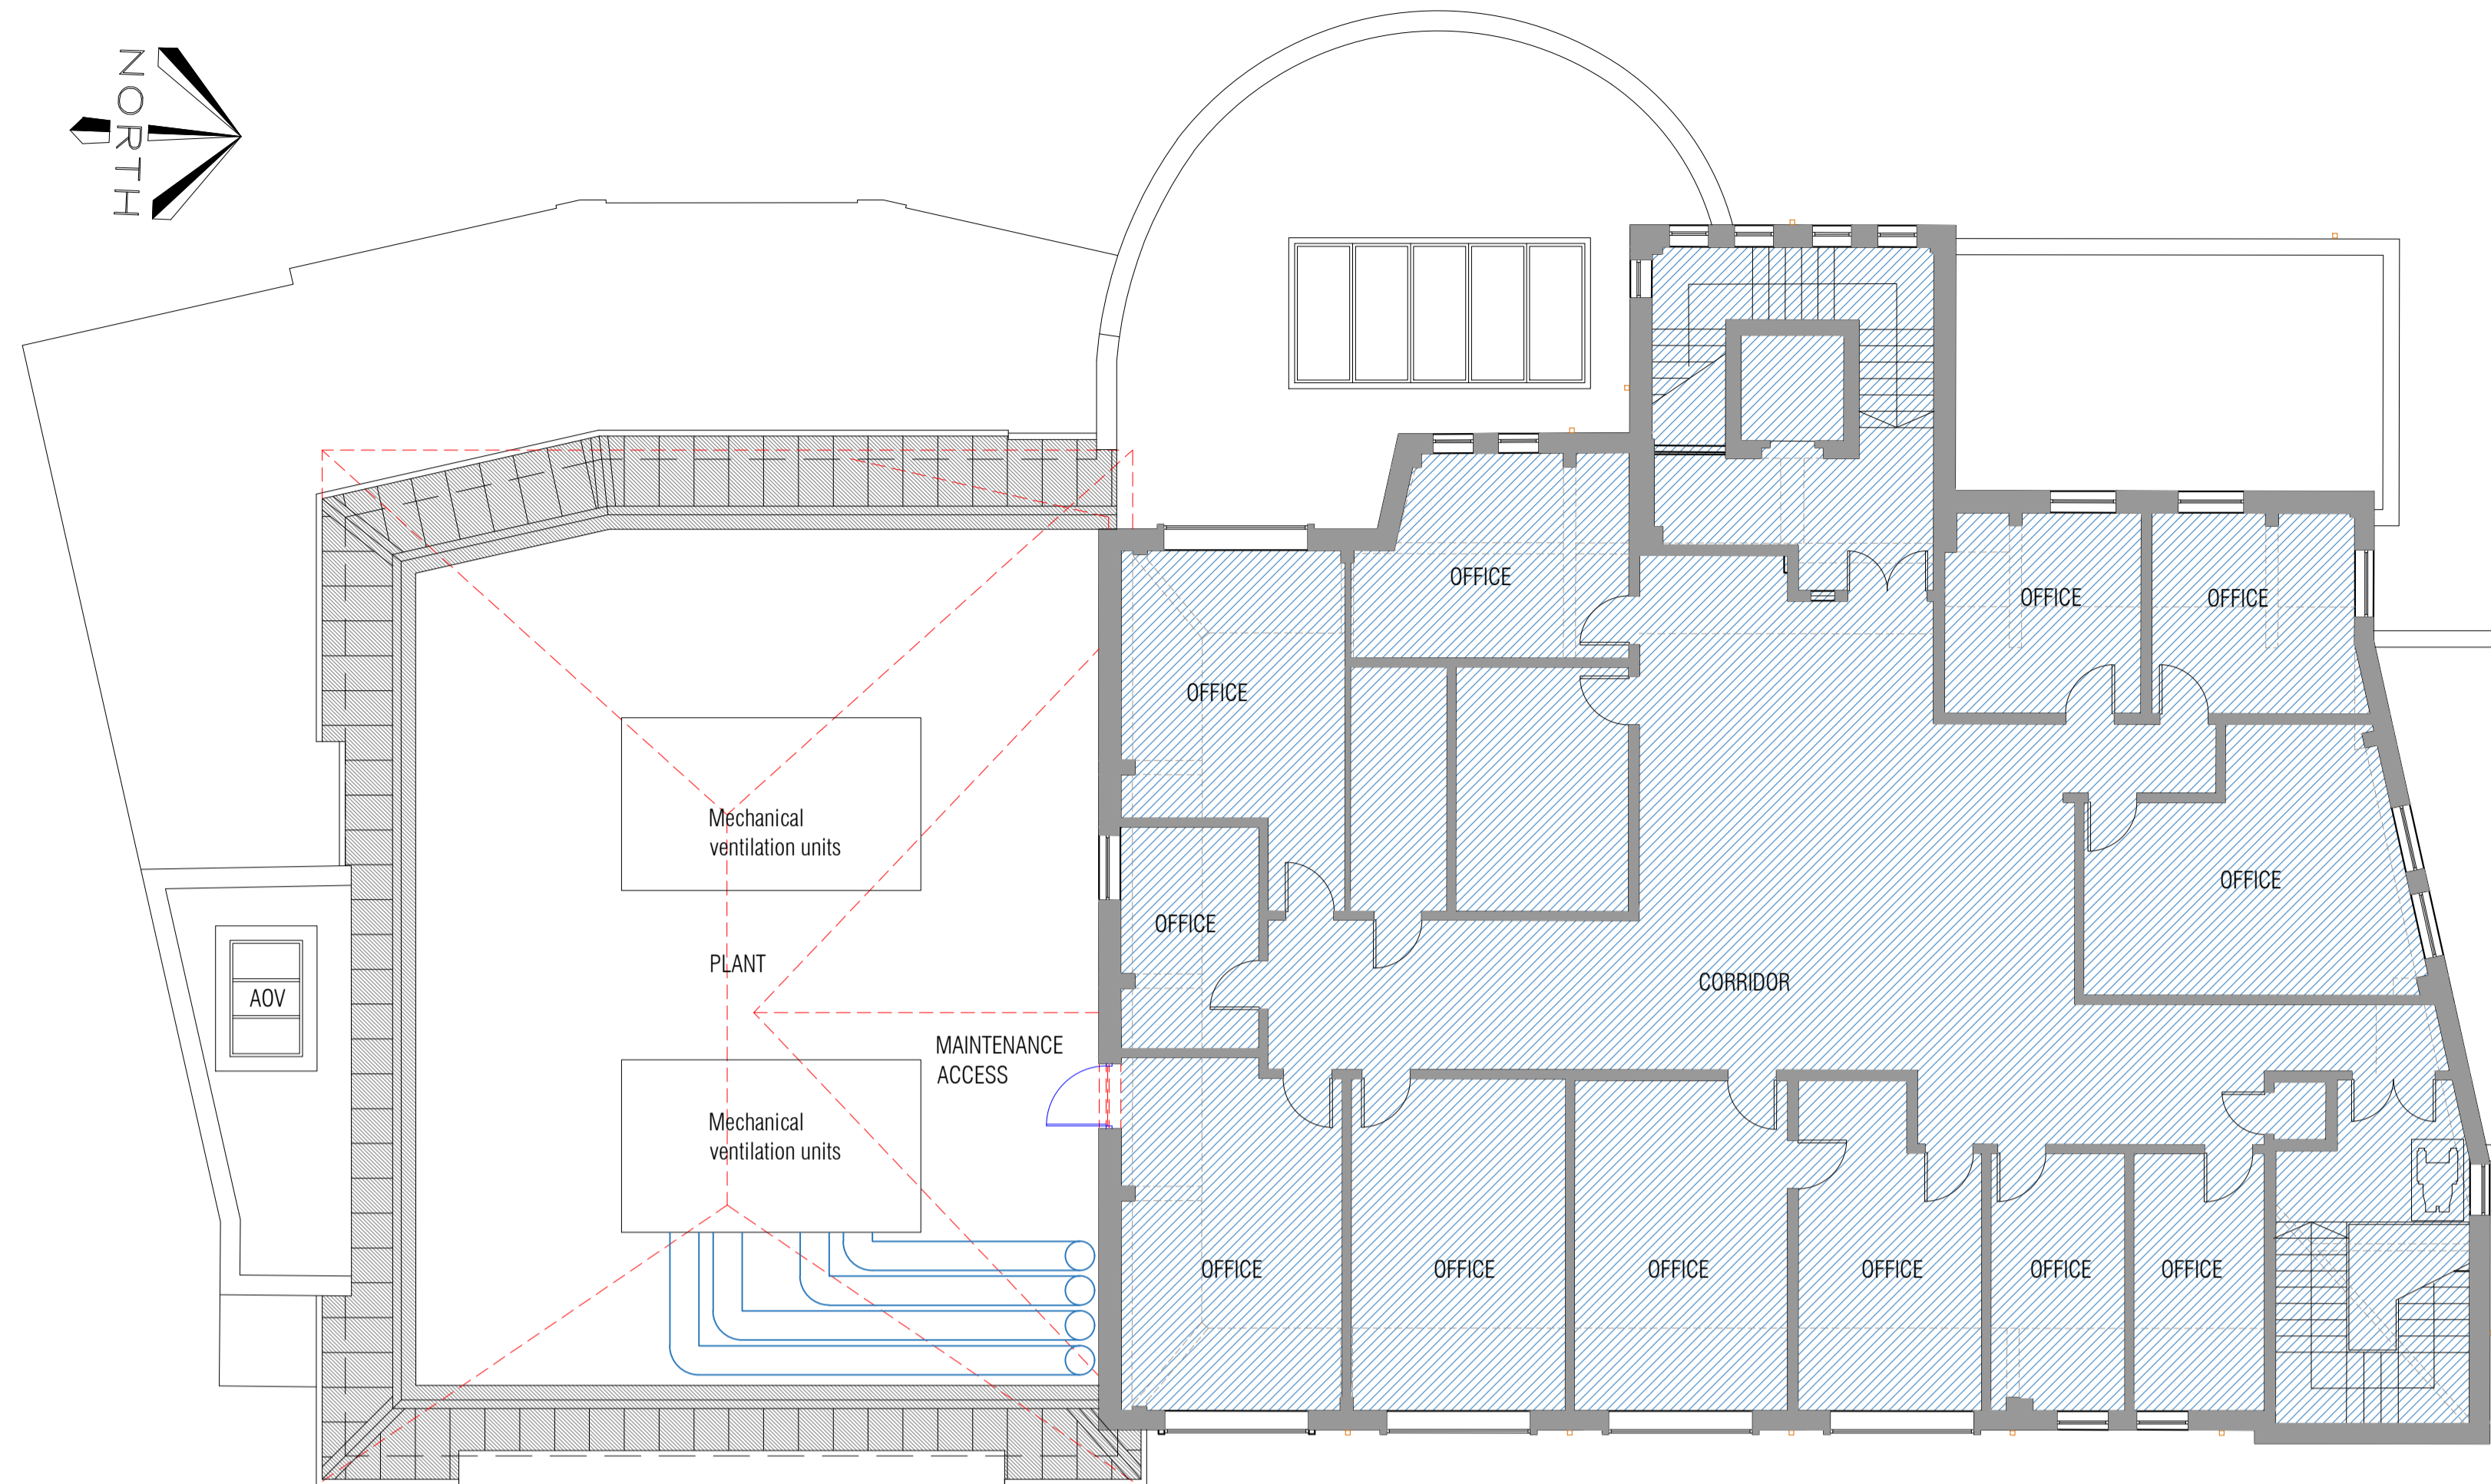 NORTH
OFFICE
OFFICE
OFFICE
OFFICE
Mechanical
ventilation units
OFFICE
OFFICE
PLANT
CORRIDOR
AOV
MAINTENANCE
ACCESS
Mechanical
ventilation units
OFFICE
OFFICE
OFFICE
OFFICE
OFFICE
OFFICE